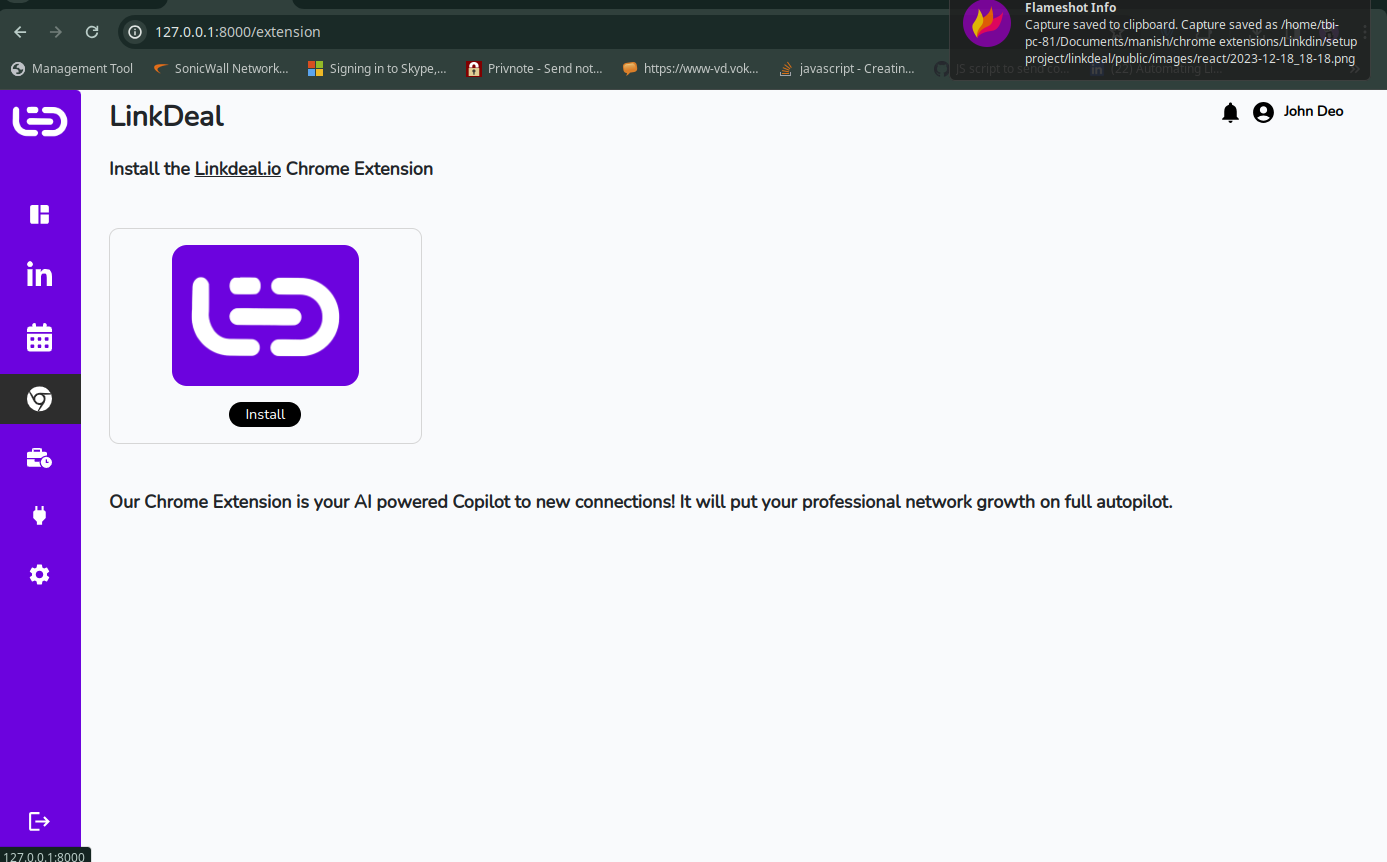 127.0.0.1:8000/extension
Flameshot Info
Capture saved to clipboard. Capture saved as /home/tbi-
pc-81/Documents/manish/chrome extensions/Linkdin/setup
project/linkdeal/public/images/react/2023-12-18_18-18.png
Management Tool
SonicWall Network...
Signing in to Skype,...
Privnote - Send not...
https://www-vd.vok...
javascript - Creatin...
JS script to send co...
(22) Automating Li...
LinkDeal
John Deo
Install the Linkdeal.io Chrome Extension
in
Install
Our Chrome Extension is your AI powered Copilot to new connections! It will put your professional network growth on full autopilot.
127.0.0.1:8000